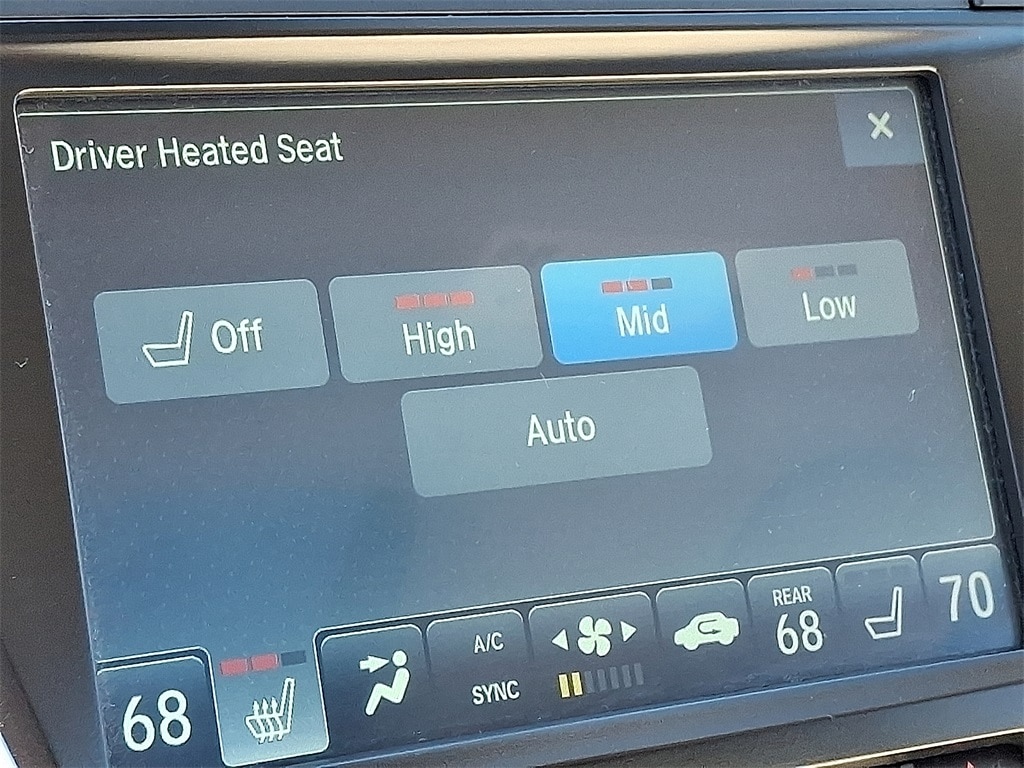 Driver Heated Seat
X
Off
High
Mid
Low
Auto
68
A/C
SYNC
REAR
68
70